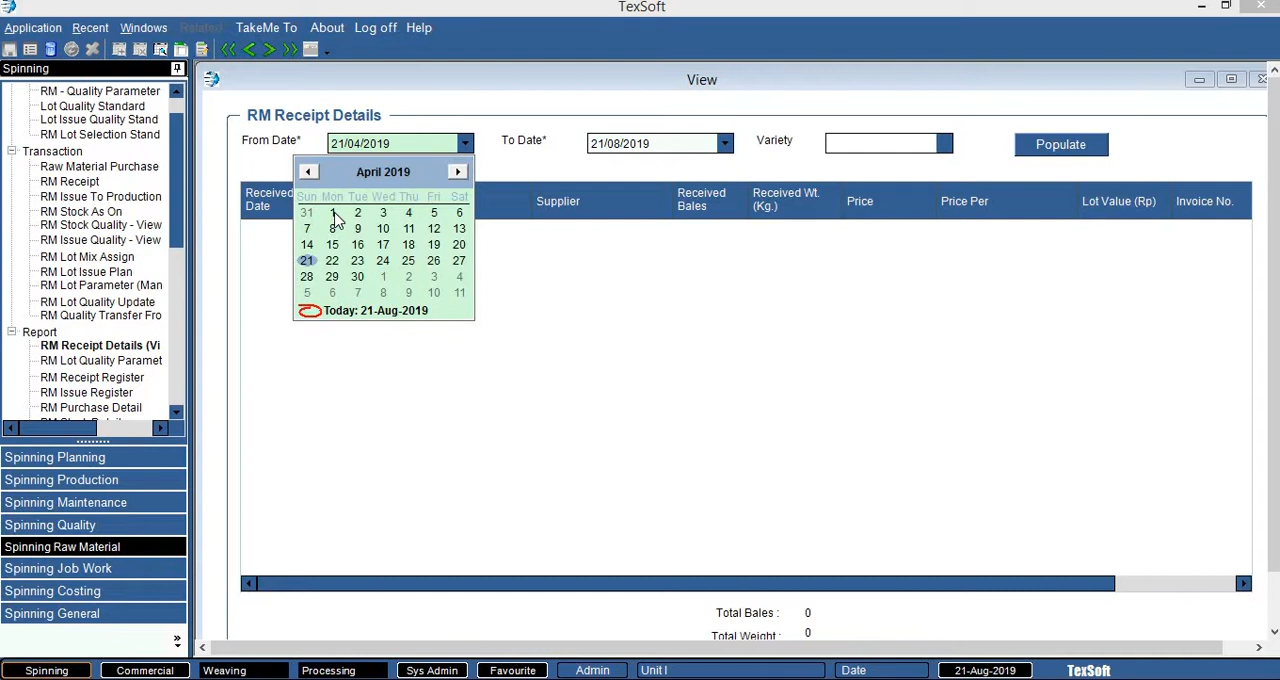 TexSoft
Application Recent Windows Related TakeMe To About Log off Help
Spinning
RM - Quality Parameter
Lot Quality Standard
Lot Issue Quality Stand
RM Lot Selection Stand
Transaction
Raw Material Purchase
RM Receipt
RM Issue To Production
RM Stock As On
RM Stock Quality - View
RM Issue Quality - View
RM Lot Mix Assign
RM Lot Issue Plan
RM Lot Parameter (Man
RM Lot Quality Update
RM Quality Transfer Fro
Report
RM Receipt Details (Vi
RM Lot Quality Paramet
RM Receipt Register
RM Issue Register
RM Purchase Detail
Spinning Planning
Spinning Production
Spinning Maintenance
Spinning Quality
Spinning Raw Material
Spinning Job Work
Spinning Costing
Spinning General
View
RM Receipt Details
From Date* 21/04/2019 To Date* 21/08/2019 Variety Populate
April 2019
Sun Mon Tue Wed Thu Fri Sat
31 1 2 3 4 5 6
7 8 9 10 11 12 13
14 15 16 17 18 19 20
21 22 23 24 25 26 27
28 29 30 1 2 3 4
5 6 7 8 9 10 11
Today: 21-Aug-2019
Received Date Supplier Received Bales Received Wt. (Kg.) Price Price Per Lot Value (Rp) Invoice No.
Total Bales : 0
Total Weight : 0
Spinning Commercial Weaving Processing Sys Admin Favourite Admin Unit I Date 21-Aug-2019 TexSoft